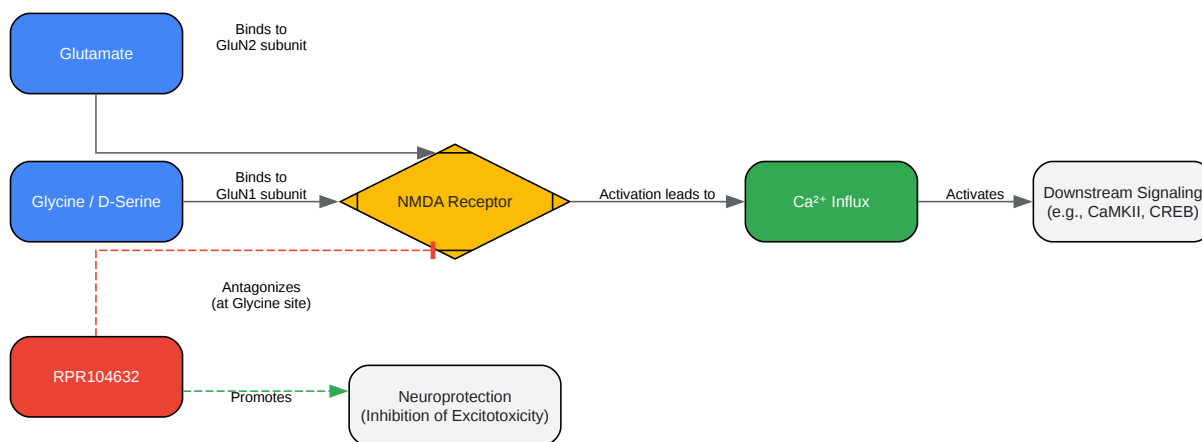 Glutamate
Binds to
GluN2 subunit
Glycine / D-Serine
Binds to
GluN1 subunit
NMDA Receptor
Activation leads to
Ca²⁺ Influx
Activates
Downstream Signaling
(e.g., CaMKII, CREB)
Antagonizes
(at Glycine site)
RPR104632
Promotes
Neuroprotection
(Inhibition of Excitotoxicity)